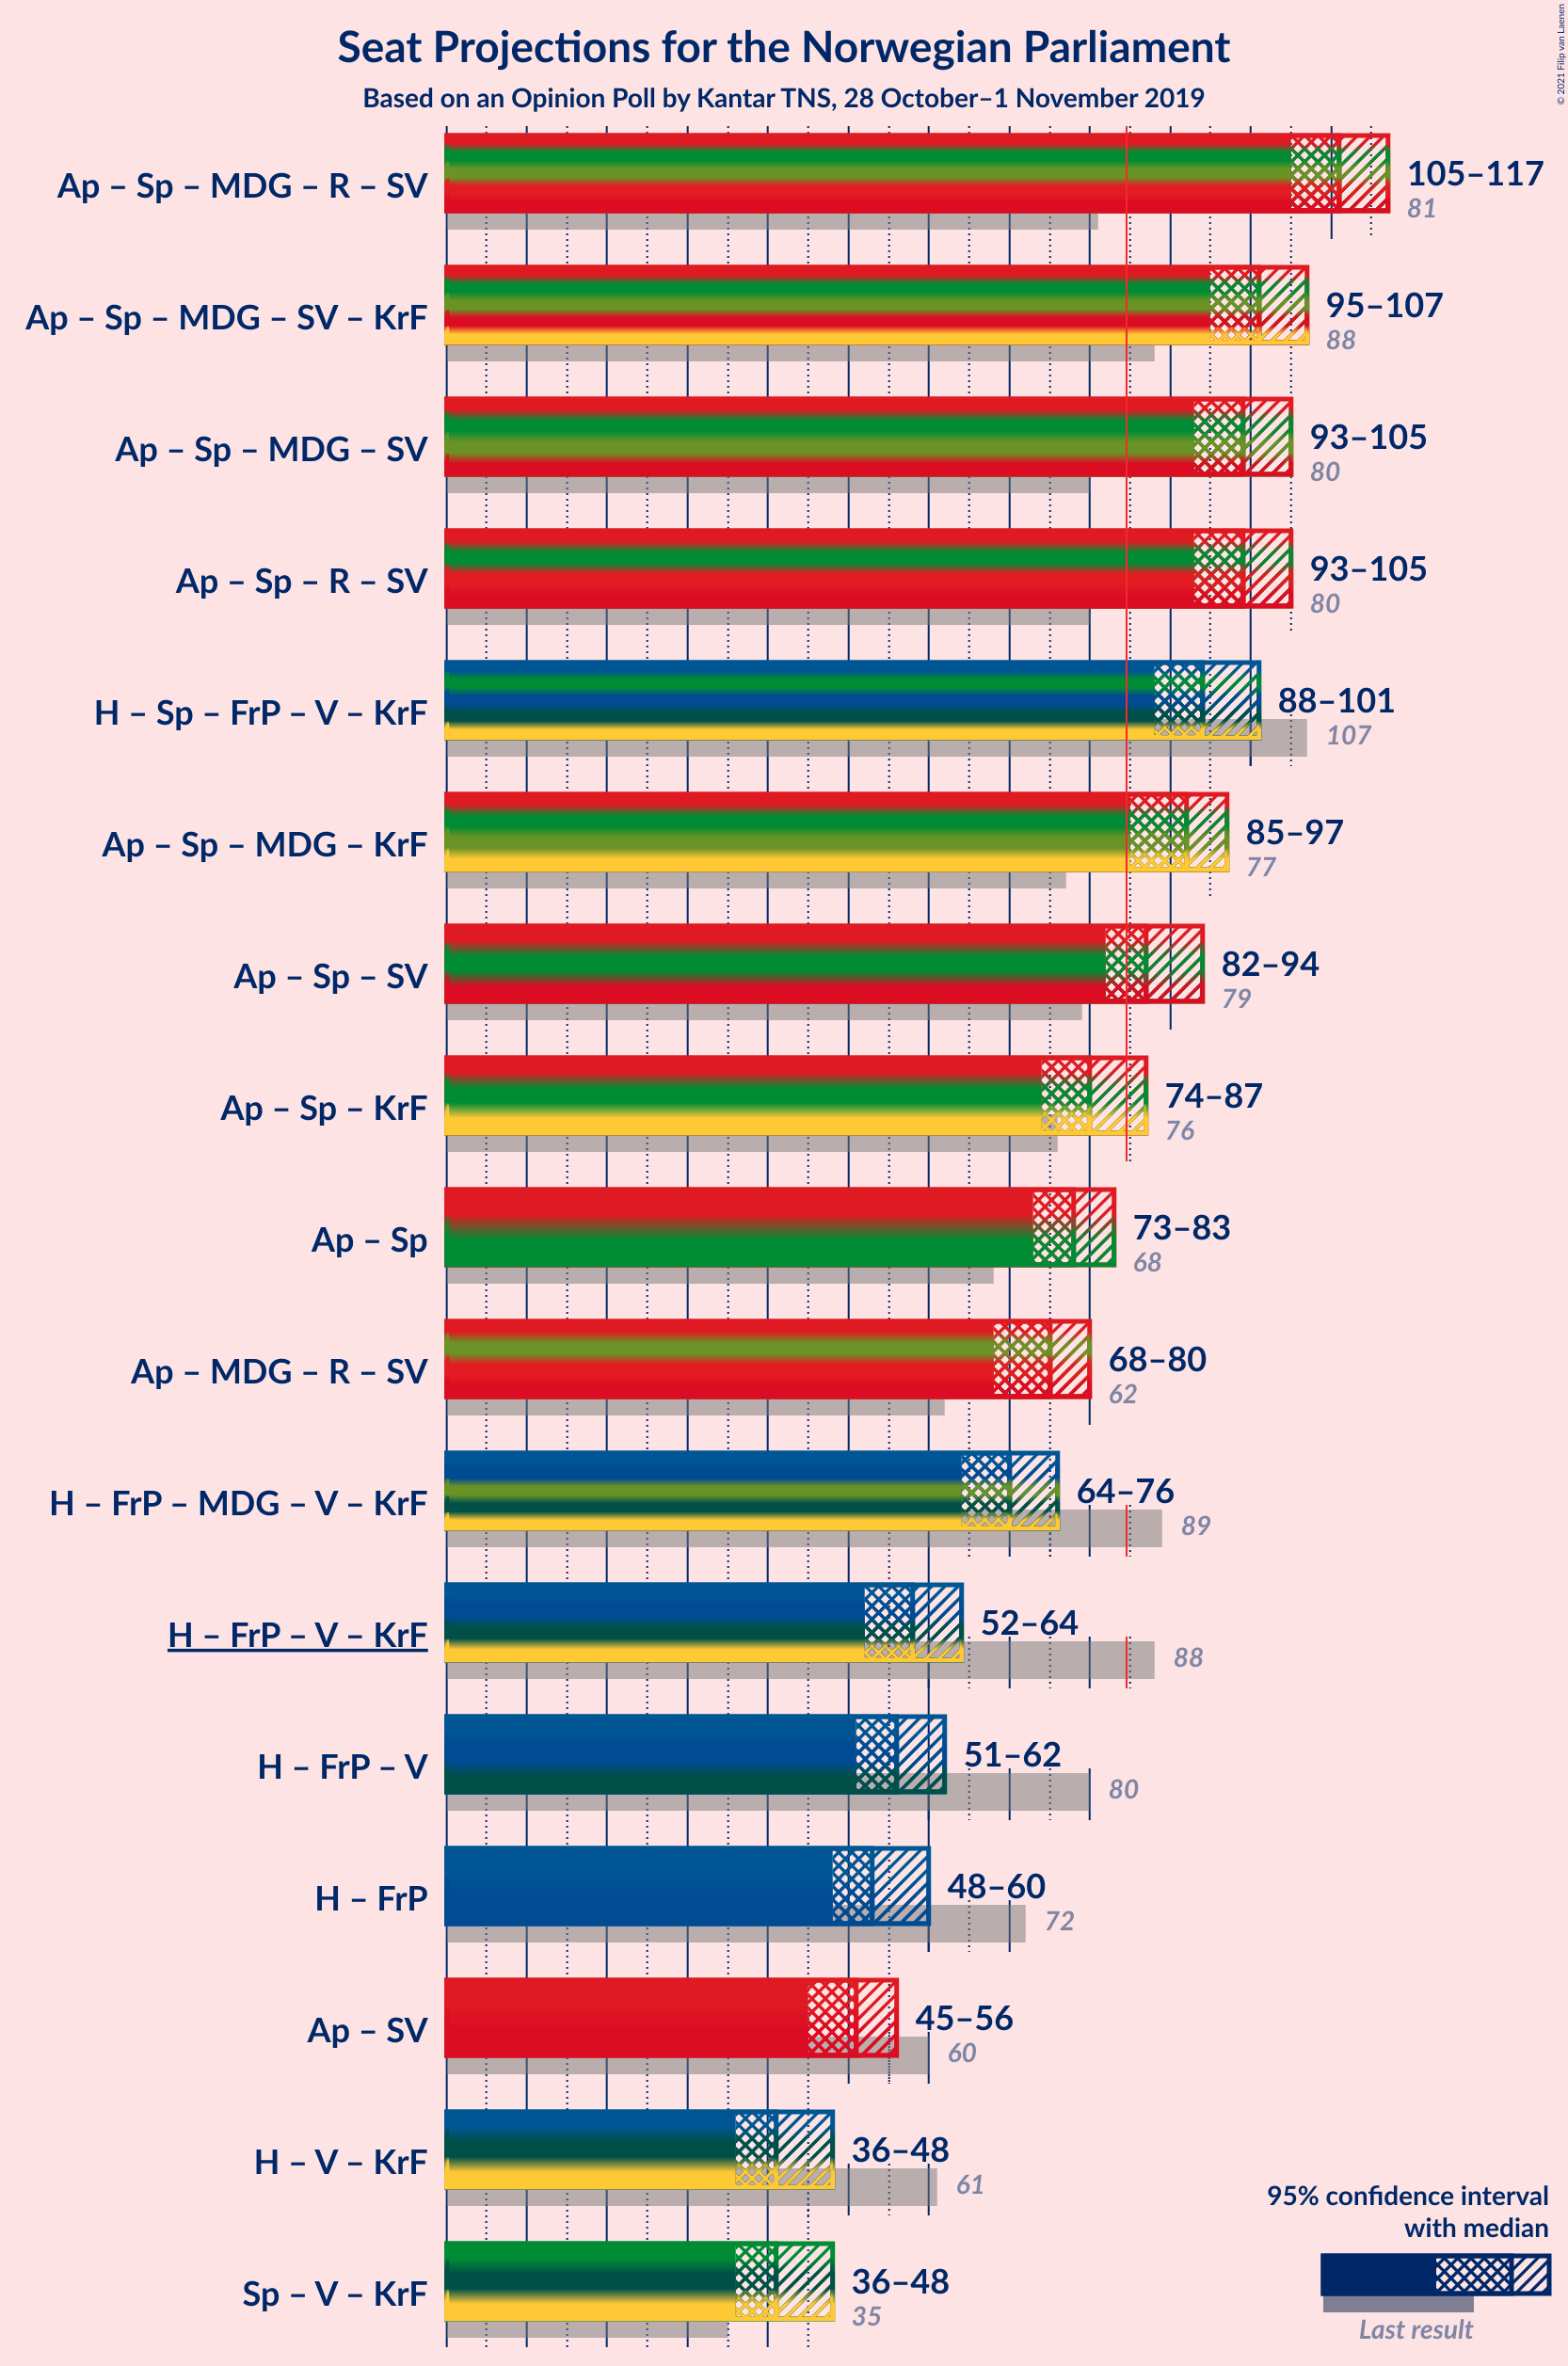 Seat Projections for the Norwegian Parliament
Based on an Opinion Poll by Kantar TNS, 28 October–1 November 2019
© 2021 Filip van Laenen
Ap – Sp – MDG – R – SV
105–117
81
Ap – Sp – MDG – SV – KrF
95–107
88
Ap – Sp – MDG – SV
93–105
80
Ap – Sp – R – SV
93–105
80
H – Sp – FrP – V – KrF
88–101
107
Ap – Sp – MDG – KrF
85–97
77
Ap – Sp – SV
82–94
79
Ap – Sp – KrF
74–87
76
Ap – Sp
73–83
68
Ap – MDG – R – SV
68–80
62
H – FrP – MDG – V – KrF
64–76
89
H – FrP – V – KrF
52–64
88
H – FrP – V
51–62
80
H – FrP
48–60
72
Ap – SV
45–56
60
H – V – KrF
36–48
61
Sp – V – KrF
36–48
35
95% confidence interval
with median
Last result